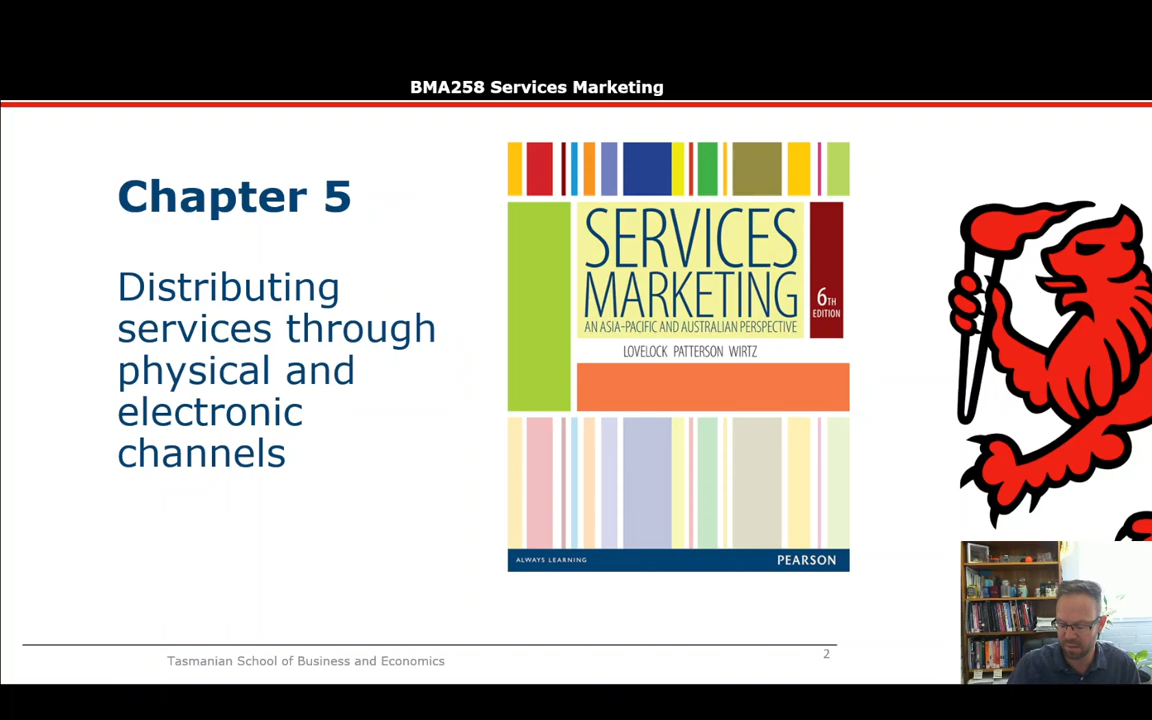 BMA258 Services Marketing
Chapter 5
Distributing
services through
physical and
electronic
channels
SERVICES
MARKETING
AN ASIA-PACIFIC AND AUSTRALIAN PERSPECTIVE
6TH
EDITION
LOVELOCK PATTERSON WIRTZ
ALWAYS LEARNING
PEARSON
Tasmanian School of Business and Economics
2